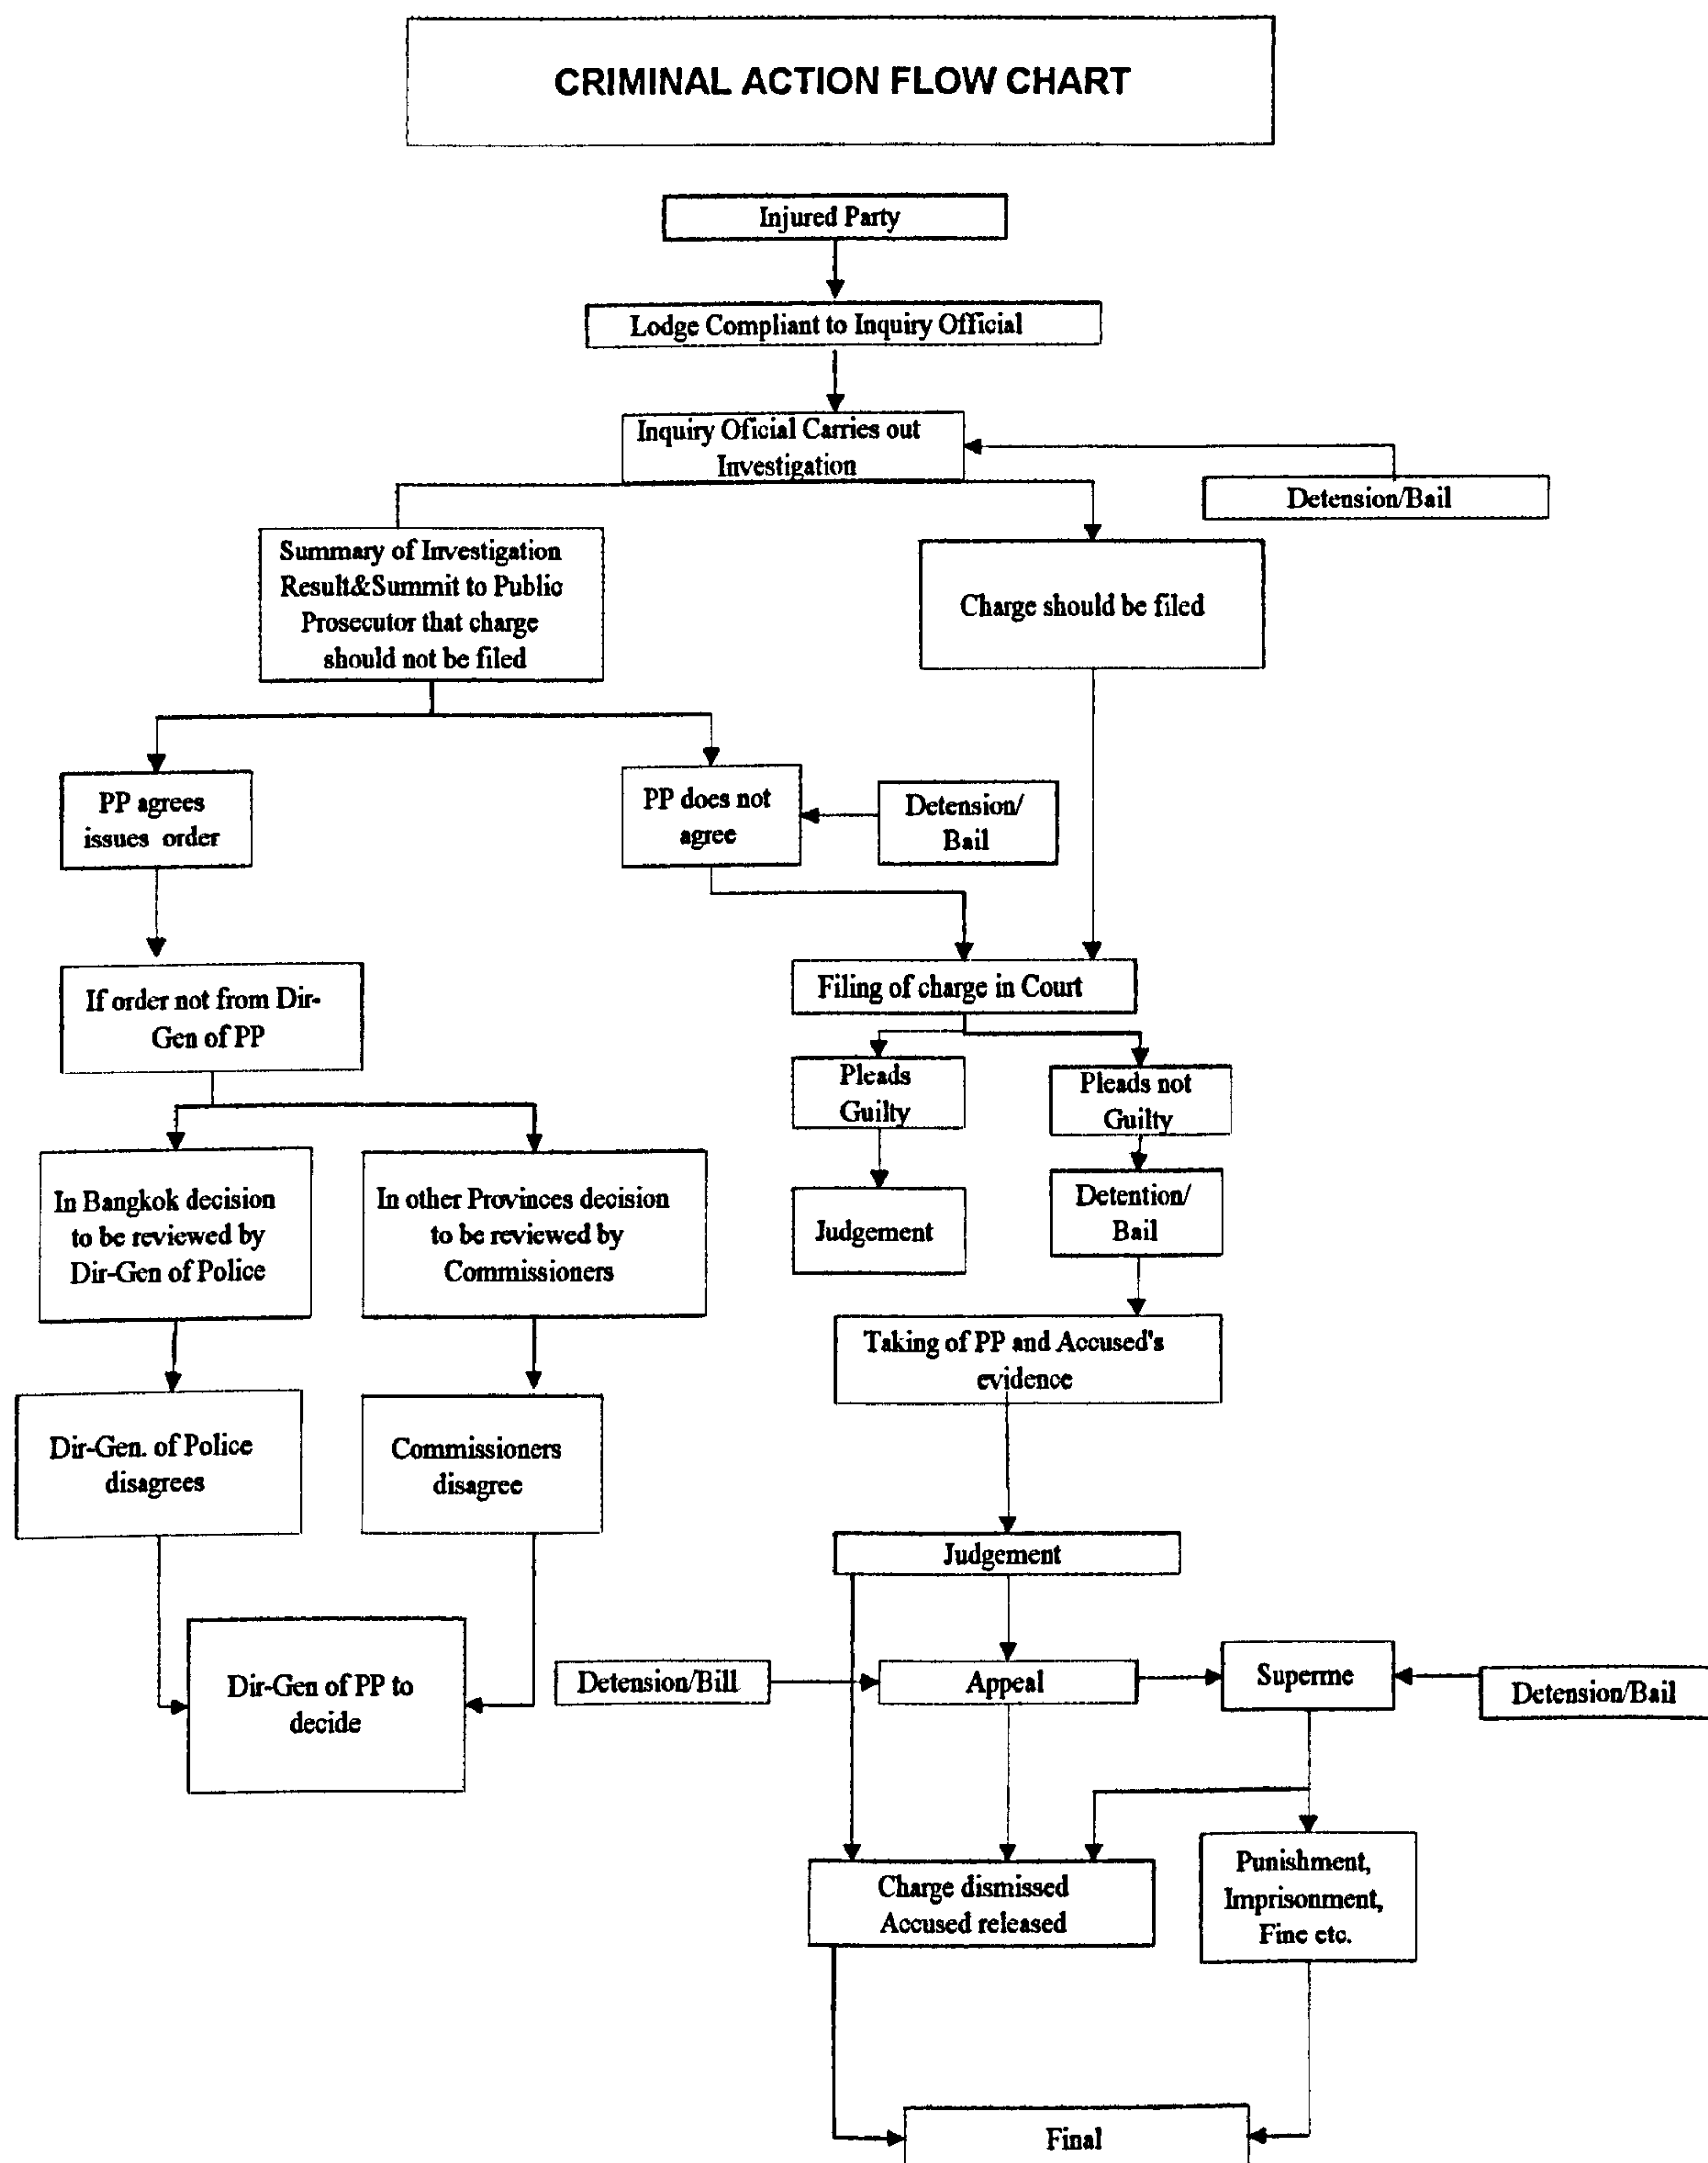 CRIMINAL ACTION FLOW CHART
Injured Party
Lodge Compliant to Inquiry Official
Inquiry Oficial Carries out
Investigation
Detension/Bail
Summary of Investigation
Result&Summit to Public
Prosecutor that charge
should not be filed
Charge should be filed
PP agrees
issues order
PP does not
agree
Detension/
Bail
If order not from Dir-
Gen of PP
Filing of charge in Court
Pleads
Guilty
Pleads not
Guilty
In Bangkok decision
to be reviewed by
Dir-Gen of Police
In other Provinces decision
to be reviewed by
Commissioners
Judgement
Detention/
Bail
Taking of PP and Accused's
evidence
Dir-Gen. of Police
disagrees
Commissioners
disagree
Judgement
Dir-Gen of PP to
decide
Detension/Bill
Appeal
Superme
Detension/Bail
Charge dismissed
Accused released
Punishment,
Imprisonment,
Fine etc.
Final